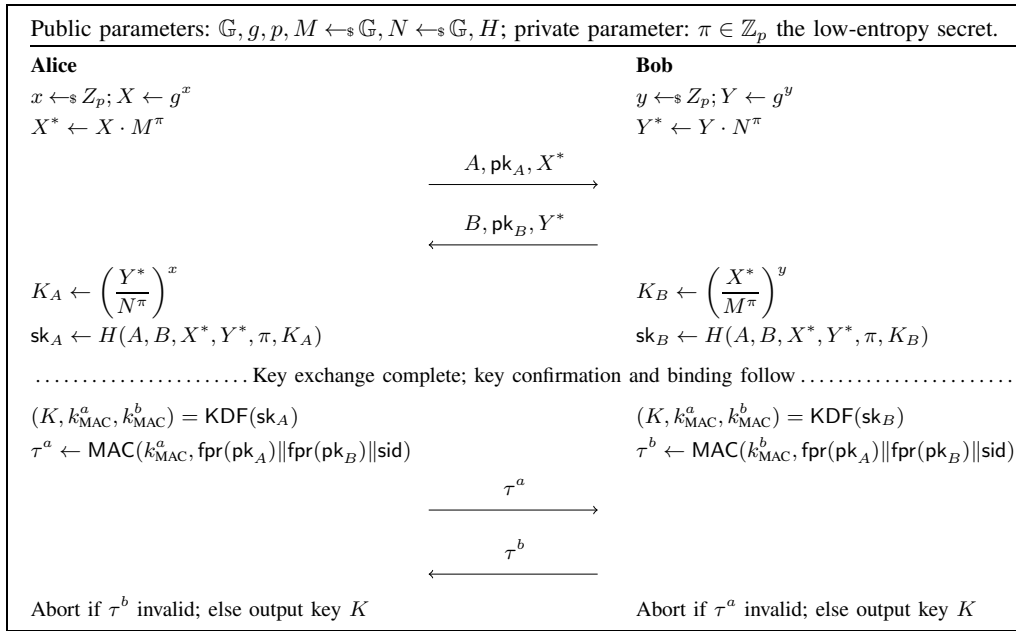 Public parameters: 𝔾, g, p, M ←$ 𝔾, N ←$ 𝔾, H; private parameter: π ∈ ℤ_p the low-entropy secret.
Alice Bob
x ←$ Z_p; X ← g^x y ←$ Z_p; Y ← g^y
X* ← X · M^π Y* ← Y · N^π
A, pk_A, X*
B, pk_B, Y*
K_A ← (Y*/N^π)^x K_B ← (X*/M^π)^y
sk_A ← H(A, B, X*, Y*, π, K_A) sk_B ← H(A, B, X*, Y*, π, K_B)
........................Key exchange complete; key confirmation and binding follow........................
(K, k^a_MAC, k^b_MAC) = KDF(sk_A) (K, k^a_MAC, k^b_MAC) = KDF(sk_B)
τ^a ← MAC(k^a_MAC, fpr(pk_A)‖fpr(pk_B)‖sid) τ^b ← MAC(k^b_MAC, fpr(pk_A)‖fpr(pk_B)‖sid)
τ^a
τ^b
Abort if τ^b invalid; else output key K Abort if τ^a invalid; else output key K